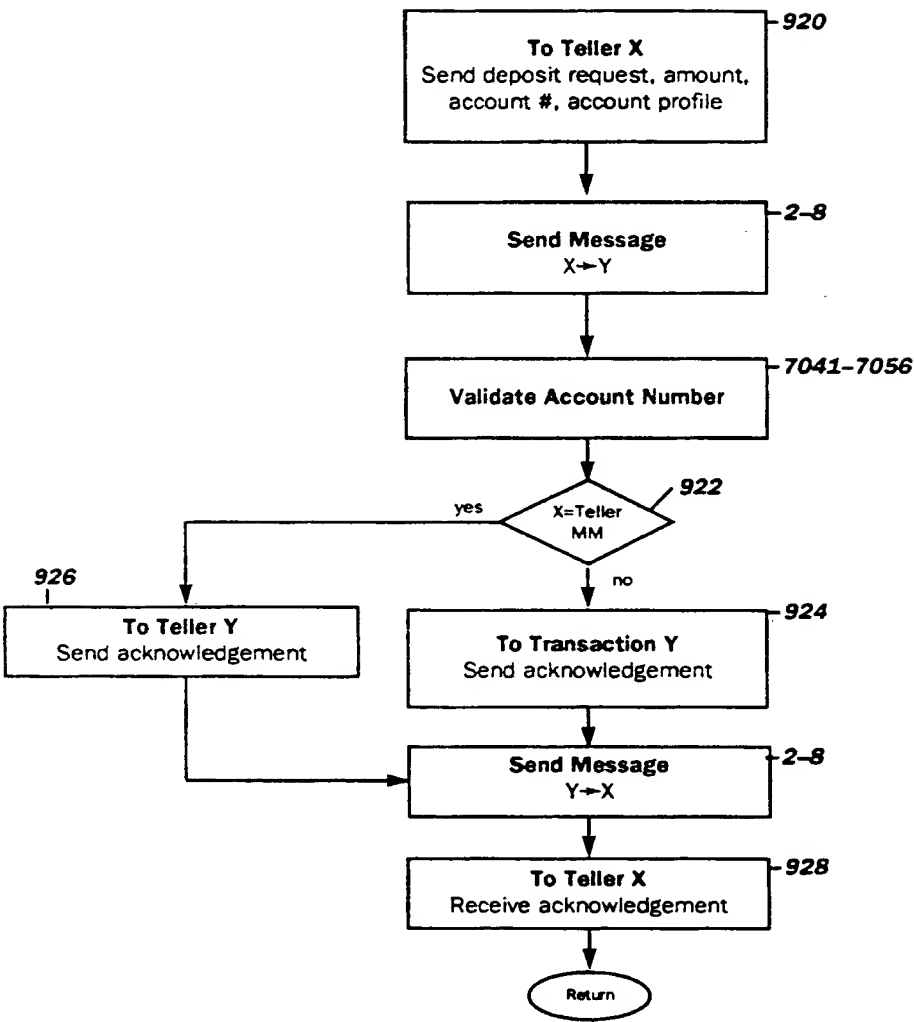 920
To Teller X
Send deposit request, amount,
account #, account profile
2–8
Send Message
X→Y
7041–7056
Validate Account Number
922
yes
X=Teller
MM
no
926
To Teller Y
Send acknowledgement
924
To Transaction Y
Send acknowledgement
2–8
Send Message
Y→X
928
To Teller X
Receive acknowledgement
Return